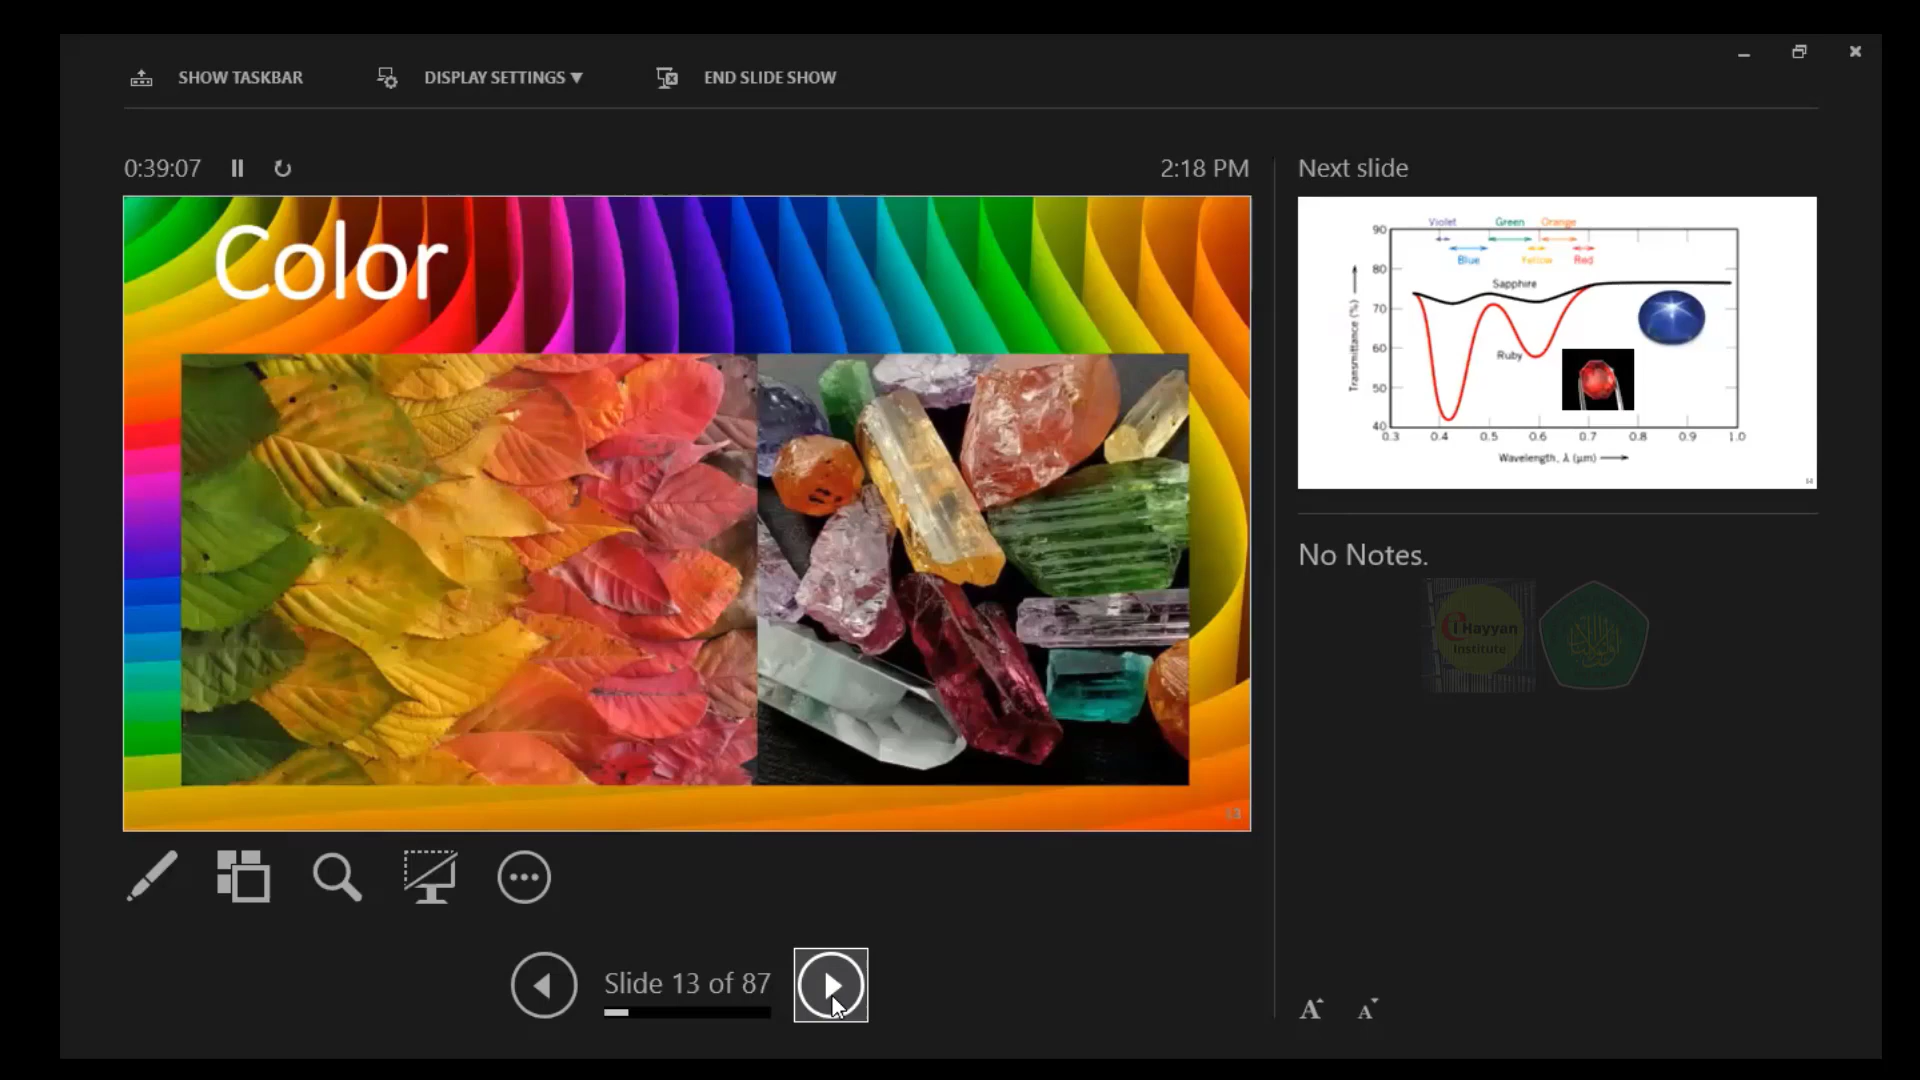 SHOW TASKBAR
DISPLAY SETTINGS ▼
END SLIDE SHOW
0:39:07
2:18 PM
Color
13
Slide 13 of 87
Next slide
Violet
Green
Orange
Blue
Yellow
Red
90
80
70
60
50
40
Transmittance (%)
Sapphire
Ruby
0.3 0.4 0.5 0.6 0.7 0.8 0.9 1.0
Wavelength, λ (μm)
14
No Notes.
Hayyan
Institute
A A